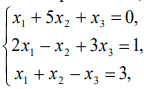 x₁ + 5x₂ + x₃ = 0,
2x₁ − x₂ + 3x₃ = 1,
x₁ + x₂ − x₃ = 3,